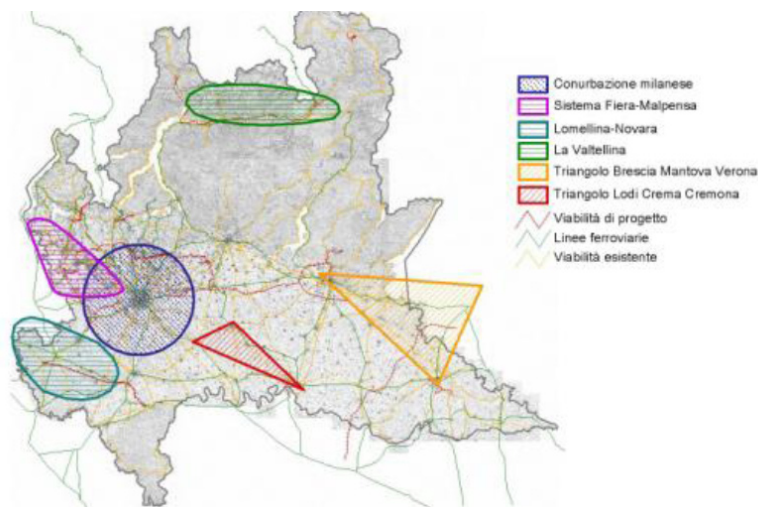 Conurbazione milanese
Sistema Fiera-Malpensa
Lomellina-Novara
La Valtellina
Triangolo Brescia Mantova Verona
Triangolo Lodi Crema Cremona
Viabilità di progetto
Linee ferroviarie
Viabilità esistente